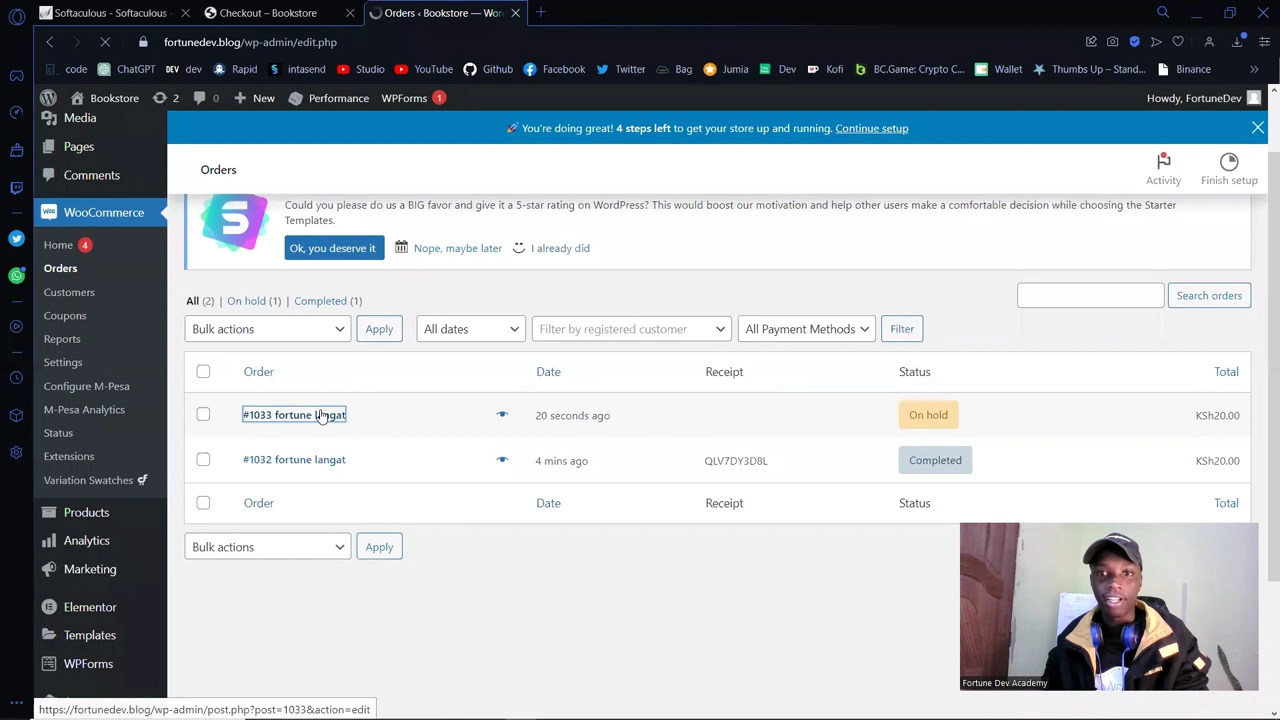 Softaculous - Softaculous
Checkout – Bookstore
Orders ‹ Bookstore — Wor
fortunedev.blog/wp-admin/edit.php
code
ChatGPT
DEV dev
Rapid
intasend
Studio
YouTube
Github
Facebook
Twitter
Bag
Jumia
Dev
Kofi
BC.Game: Crypto C...
Wallet
Thumbs Up – Stand...
Binance
Bookstore
2
0
New
Performance
WPForms 1
Howdy, FortuneDev
Media
Pages
Comments
WooCommerce
Home 4
Orders
Customers
Coupons
Reports
Settings
Configure M-Pesa
M-Pesa Analytics
Status
Extensions
Variation Swatches
Products
Analytics
Marketing
Elementor
Templates
WPForms
You're doing great! 4 steps left to get your store up and running. Continue setup
Orders
Activity
Finish setup
S
Could you please do us a BIG favor and give it a 5-star rating on WordPress? This would boost our motivation and help other users make a comfortable decision while choosing the Starter
Templates.
Ok, you deserve it
Nope, maybe later
I already did
All (2) | On hold (1) | Completed (1)
Search orders
Bulk actions
Apply
All dates
Filter by registered customer
All Payment Methods
Filter
Order Date Receipt Status Total
#1033 fortune langat 20 seconds ago On hold KSh20.00
#1032 fortune langat 4 mins ago QLV7DY3D8L Completed KSh20.00
Order Date Receipt Status Total
Bulk actions
Apply
Fortune Dev Academy
https://fortunedev.blog/wp-admin/post.php?post=1033&action=edit